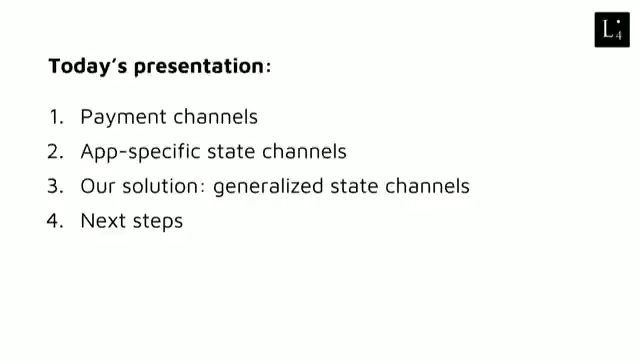 L4
Today's presentation:
1. Payment channels
2. App-specific state channels
3. Our solution: generalized state channels
4. Next steps